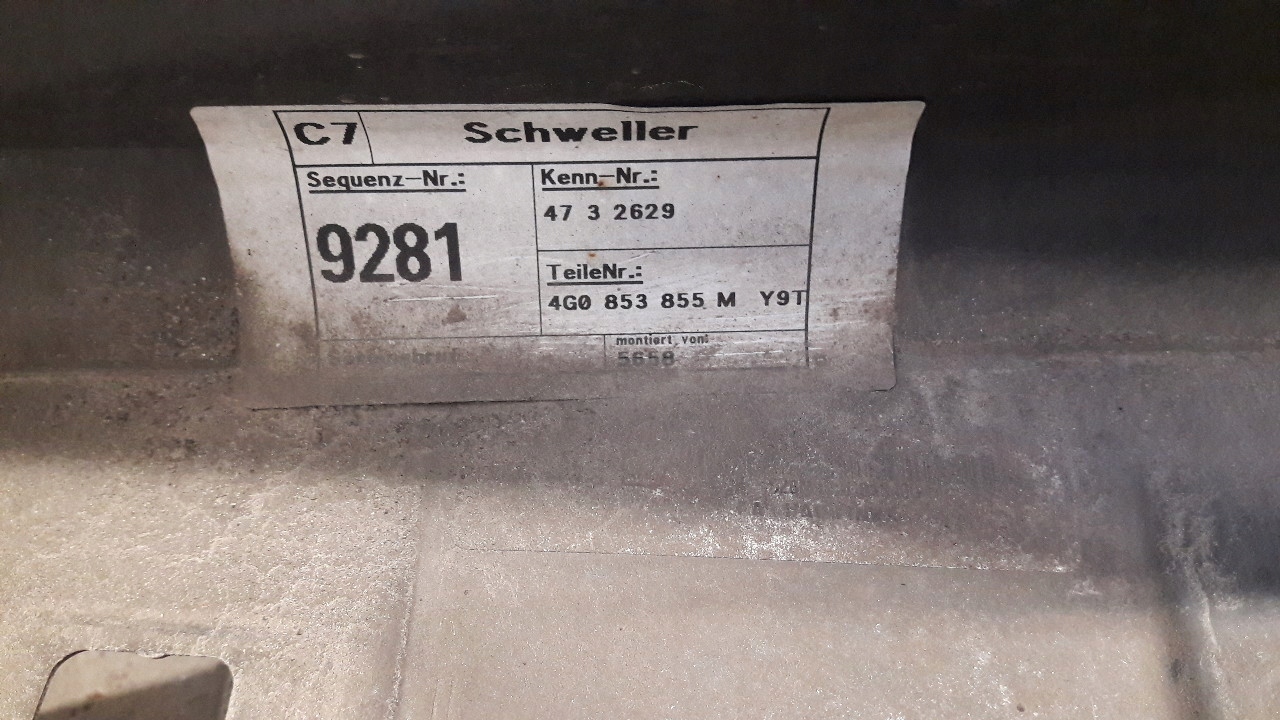 C7 Schweller
Sequenz-Nr.:
9281
Kenn-Nr.:
47 3 2629
TeileNr.:
4G0 853 855 M Y9T
montiert von:
5658